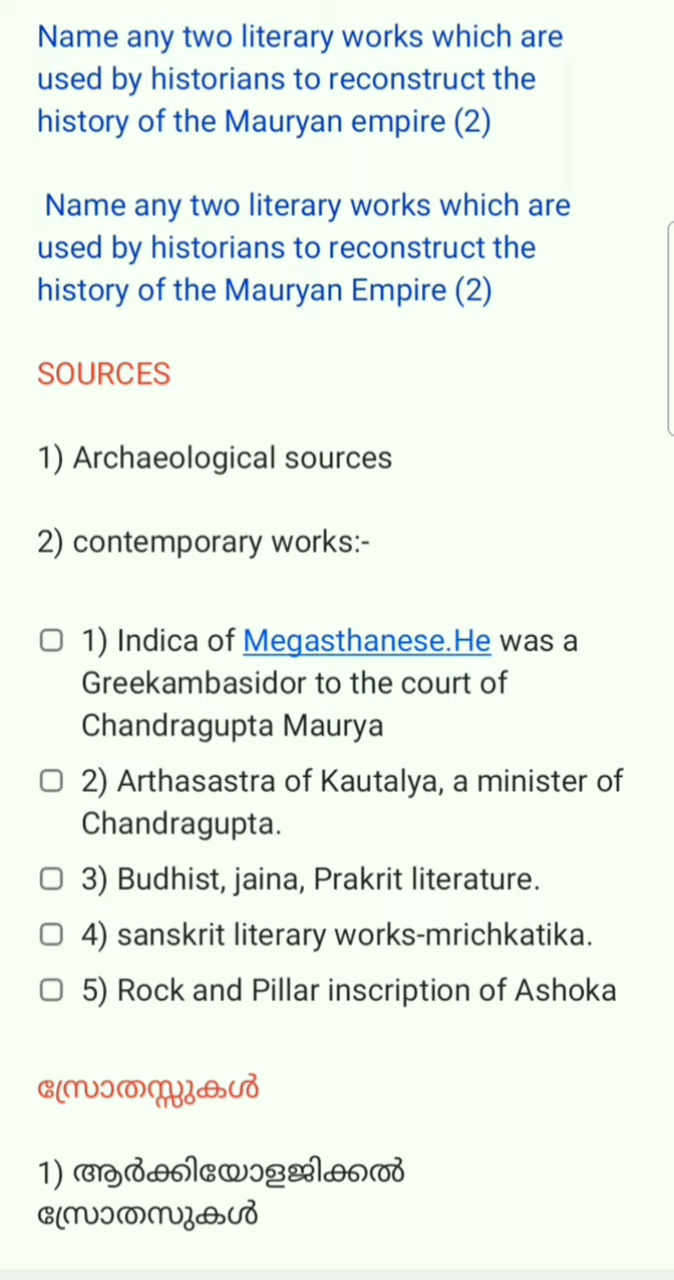 Name any two literary works which are
used by historians to reconstruct the
history of the Mauryan empire (2)
Name any two literary works which are
used by historians to reconstruct the
history of the Mauryan Empire (2)
SOURCES
1) Archaeological sources
2) contemporary works:-
1) Indica of Megasthanese.He was a
Greekambasidor to the court of
Chandragupta Maurya
2) Arthasastra of Kautalya, a minister of
Chandragupta.
3) Budhist, jaina, Prakrit literature.
4) sanskrit literary works-mrichkatika.
5) Rock and Pillar inscription of Ashoka
സ്രോതസ്സുകൾ
1) ആർക്കിയോളജിക്കൽ
സ്രോതസുകൾ